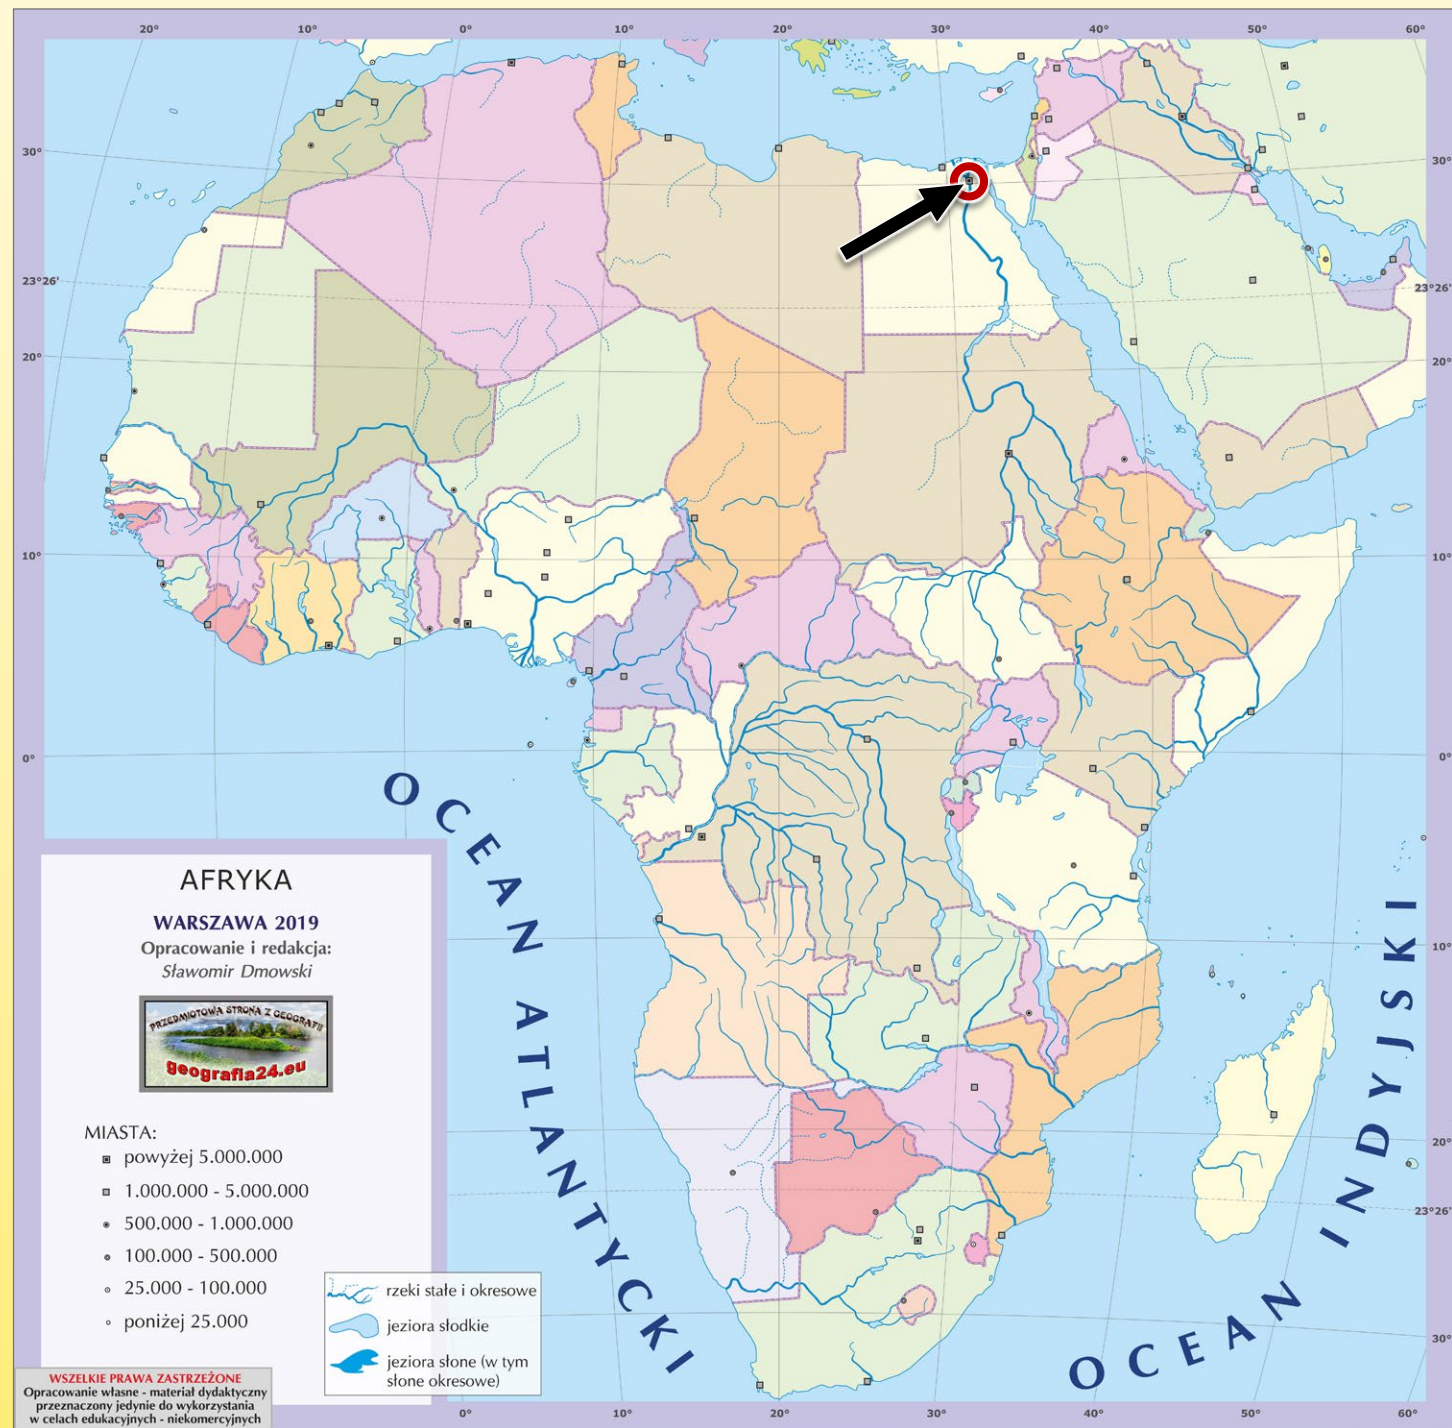 20° 10° 0° 10° 20° 30° 40° 50° 60°
30° 30°
23°26' 23°26'
20° 20°
10° 10°
0° 0°
10°
20°
23°26'
30°
OCEAN ATLANTYCKI
OCEAN INDYJSKI
AFRYKA
WARSZAWA 2019
Opracowanie i redakcja:
Sławomir Dmowski
PRZEDMIOTOWA STRONA Z GEOGRAFII
geografia24.eu
MIASTA:
powyżej 5.000.000
1.000.000 - 5.000.000
500.000 - 1.000.000
100.000 - 500.000
25.000 - 100.000
poniżej 25.000
rzeki stałe i okresowe
jeziora słodkie
jeziora słone (w tym
słone okresowe)
WSZELKIE PRAWA ZASTRZEŻONE
Opracowanie własne - materiał dydaktyczny
przeznaczony jedynie do wykorzystania
w celach edukacyjnych - niekomercyjnych
0° 10° 20° 30° 40° 50° 60°